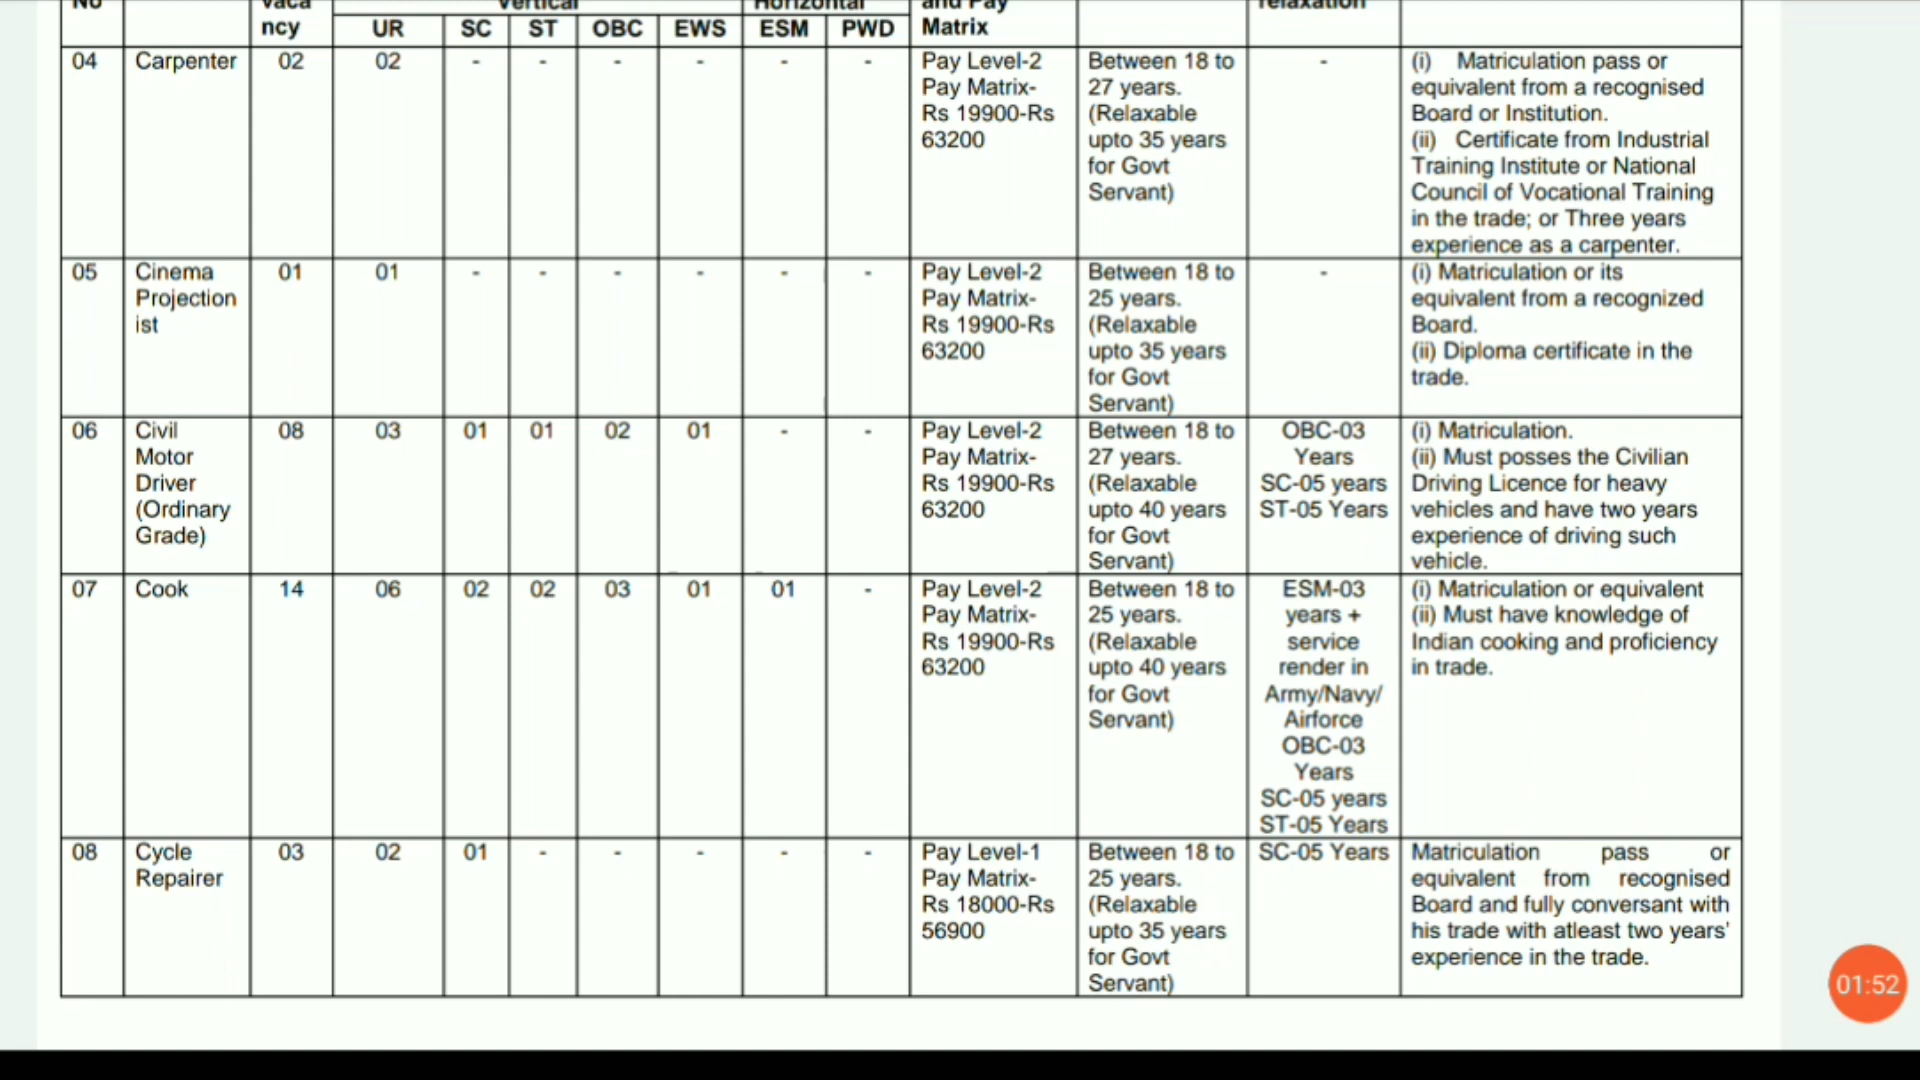 No vaca Vertical Horizontal and Pay relaxation
ncy UR SC ST OBC EWS ESM PWD Matrix
04 Carpenter 02 02 - - - - - - Pay Level-2 Between 18 to - (i) Matriculation pass or
Pay Matrix- 27 years. equivalent from a recognised
Rs 19900-Rs (Relaxable Board or Institution.
63200 upto 35 years (ii) Certificate from Industrial
for Govt Training Institute or National
Servant) Council of Vocational Training
in the trade; or Three years
experience as a carpenter.
05 Cinema 01 01 - - - - - - Pay Level-2 Between 18 to - (i) Matriculation or its
Projection Pay Matrix- 25 years. equivalent from a recognized
ist Rs 19900-Rs (Relaxable Board.
63200 upto 35 years (ii) Diploma certificate in the
for Govt trade.
Servant)
06 Civil 08 03 01 01 02 01 - - Pay Level-2 Between 18 to OBC-03 (i) Matriculation.
Motor Pay Matrix- 27 years. Years (ii) Must posses the Civilian
Driver Rs 19900-Rs (Relaxable SC-05 years Driving Licence for heavy
(Ordinary 63200 upto 40 years ST-05 Years vehicles and have two years
Grade) for Govt experience of driving such
Servant) vehicle.
07 Cook 14 06 02 02 03 01 01 - Pay Level-2 Between 18 to ESM-03 (i) Matriculation or equivalent
Pay Matrix- 25 years. years + (ii) Must have knowledge of
Rs 19900-Rs (Relaxable service Indian cooking and proficiency
63200 upto 40 years render in in trade.
for Govt Army/Navy/
Servant) Airforce
OBC-03
Years
SC-05 years
ST-05 Years
08 Cycle 03 02 01 - - - - - Pay Level-1 Between 18 to SC-05 Years Matriculation pass or
Repairer Pay Matrix- 25 years. equivalent from recognised
Rs 18000-Rs (Relaxable Board and fully conversant with
56900 upto 35 years his trade with atleast two years'
for Govt experience in the trade.
Servant)
01:52